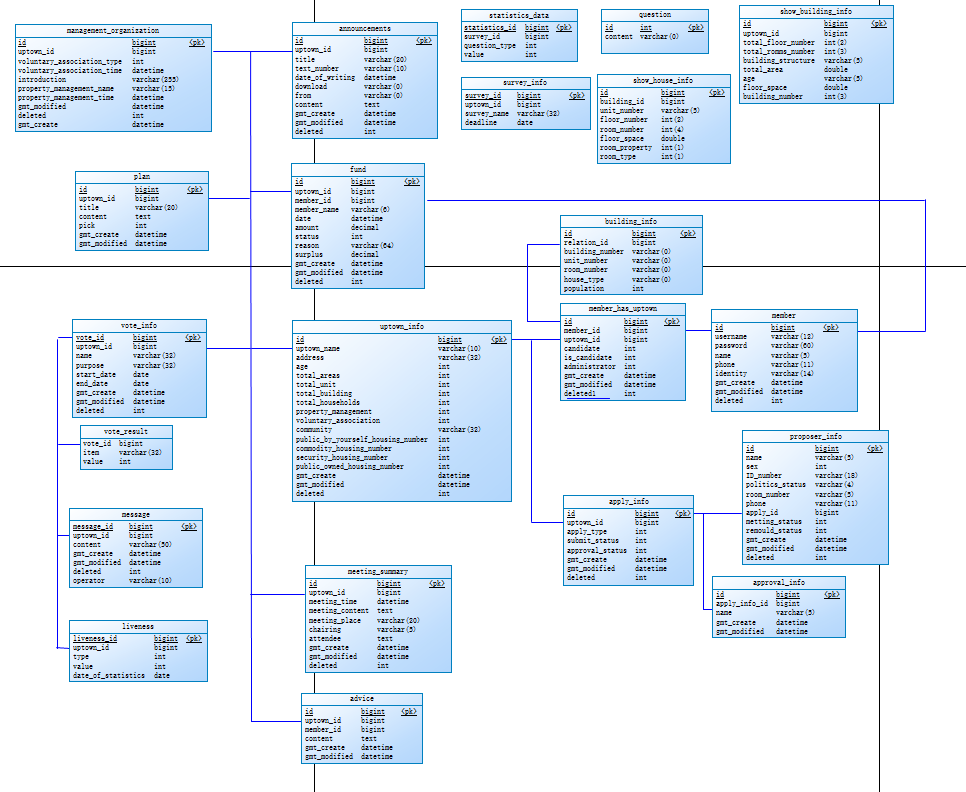 management_organization
id bigint <pk>
uptown_id bigint
voluntary_association_type int
voluntary_association_time datetime
introduction varchar(255)
property_management_name varchar(15)
property_management_time datetime
gmt_modified datetime
deleted int
gmt_create datetime
announcements
id bigint <pk>
uptown_id bigint
title varchar(20)
text_number varchar(10)
date_of_writing datetime
download varchar(0)
from varchar(0)
content text
gmt_create datetime
gmt_modified datetime
deleted int
statistics_data
statistics_id bigint <pk>
survey_id bigint
question_type int
value int
question
id int <pk>
content varchar(0)
show_building_info
id bigint <pk>
uptown_id bigint
total_floor_number int(2)
total_romms_number int(3)
building_structure varchar(5)
total_area double
age varchar(5)
floor_space double
building_number int(3)
survey_info
survey_id bigint <pk>
uptown_id bigint
survey_name varchar(32)
deadline date
show_house_info
id bigint <pk>
building_id bigint
unit_number varchar(5)
floor_number int(2)
room_number int(4)
floor_space double
room_property int(1)
room_type int(1)
plan
id bigint <pk>
uptown_id bigint
title varchar(20)
content text
pick int
gmt_create datetime
gmt_modified datetime
fund
id bigint <pk>
uptown_id bigint
member_id bigint
member_name varchar(6)
date datetime
amount decimal
status int
reason varchar(64)
surplus decimal
gmt_create datetime
gmt_modified datetime
deleted int
building_info
id bigint <pk>
relation_id bigint
building_number varchar(0)
unit_number varchar(0)
room_number varchar(0)
house_type varchar(0)
population int
vote_info
vote_id bigint <pk>
uptown_id bigint
name varchar(32)
purpose varchar(32)
start_date date
end_date date
gmt_create datetime
gmt_modified datetime
deleted int
uptown_info
id bigint <pk>
uptown_name varchar(10)
address varchar(32)
age int
total_areas int
total_unit int
total_building int
total_households int
property_management int
voluntary_association int
community varchar(32)
public_by_yourself_housing_number int
commodity_housing_number int
security_housing_number int
public_owned_housing_number int
gmt_create datetime
gmt_modified datetime
deleted int
member_has_uptown
id bigint <pk>
member_id bigint
uptown_id bigint
candidate int
is_candidate int
administrator int
gmt_create datetime
gmt_modified datetime
deleted1 int
member
id bigint <pk>
username varchar(12)
password varchar(60)
name varchar(5)
phone varchar(11)
identity varchar(14)
gmt_create datetime
gmt_modified datetime
deleted int
vote_result
vote_id bigint
item varchar(32)
value int
proposer_info
id bigint <pk>
name varchar(5)
sex int
ID_number varchar(18)
politics_status varchar(4)
room_number varchar(5)
phone varchar(11)
apply_id bigint
metting_status int
remould_status int
gmt_create datetime
gmt_modified datetime
deleted int
message
message_id bigint <pk>
uptown_id bigint
content varchar(50)
gmt_create datetime
gmt_modified datetime
deleted int
operator varchar(10)
apply_info
id bigint <pk>
uptown_id bigint
apply_type int
submit_status int
approval_status int
gmt_create datetime
gmt_modified datetime
deleted int
meeting_summary
id bigint <pk>
uptown_id bigint
meeting_time datetime
meeting_content text
meeting_place varchar(20)
chairing varchar(5)
attendee text
gmt_create datetime
gmt_modified datetime
deleted int
approval_info
id bigint <pk>
apply_info_id bigint
name varchar(5)
gmt_create datetime
gmt_modified datetime
liveness
liveness_id bigint <pk>
uptown_id bigint
type int
value int
date_of_statistics date
advice
id bigint <pk>
uptown_id bigint
member_id bigint
content text
gmt_create datetime
gmt_modified datetime